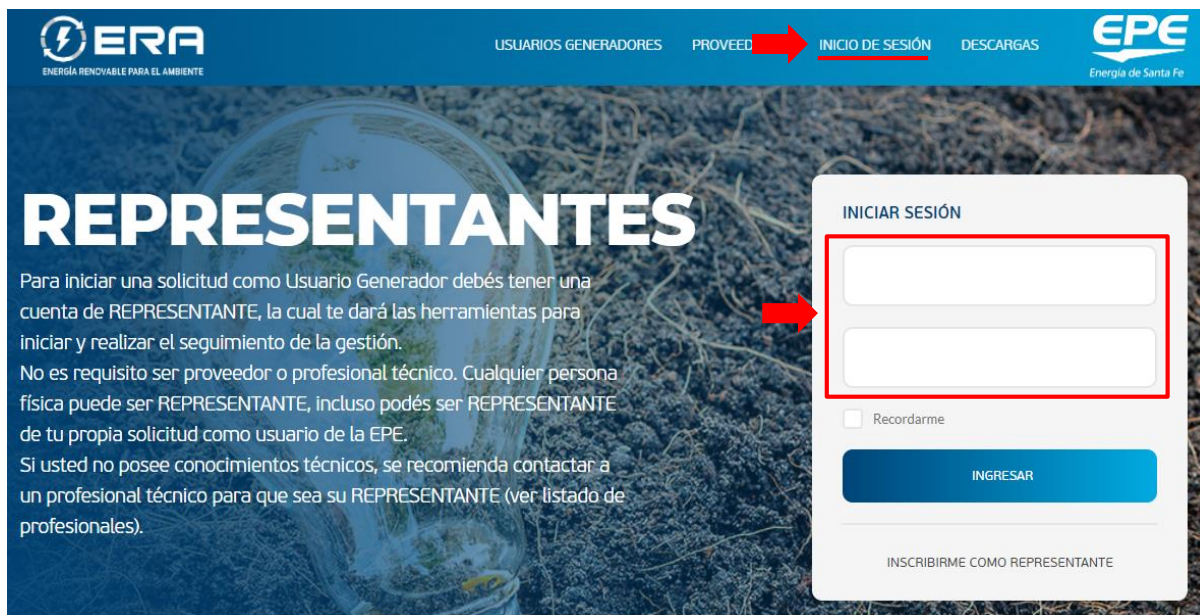 ERA
ENERGÍA RENOVABLE PARA EL AMBIENTE
USUARIOS GENERADORES
INICIO DE SESIÓN
DESCARGAS
EPE
Energía de Santa Fe
REPRESENTANTES
Para iniciar una solicitud como Usuario Generador debés tener una
cuenta de REPRESENTANTE, la cual te dará las herramientas para
iniciar y realizar el seguimiento de la gestión.
No es requisito ser proveedor o profesional técnico. Cualquier persona
física puede ser REPRESENTANTE, incluso podés ser REPRESENTANTE
de tu propia solicitud como usuario de la EPE.
Si usted no posee conocimientos técnicos, se recomienda contactar a
un profesional técnico para que sea su REPRESENTANTE (ver listado de
profesionales).
INICIAR SESIÓN
Recordarme
INGRESAR
INSCRIBIRME COMO REPRESENTANTE